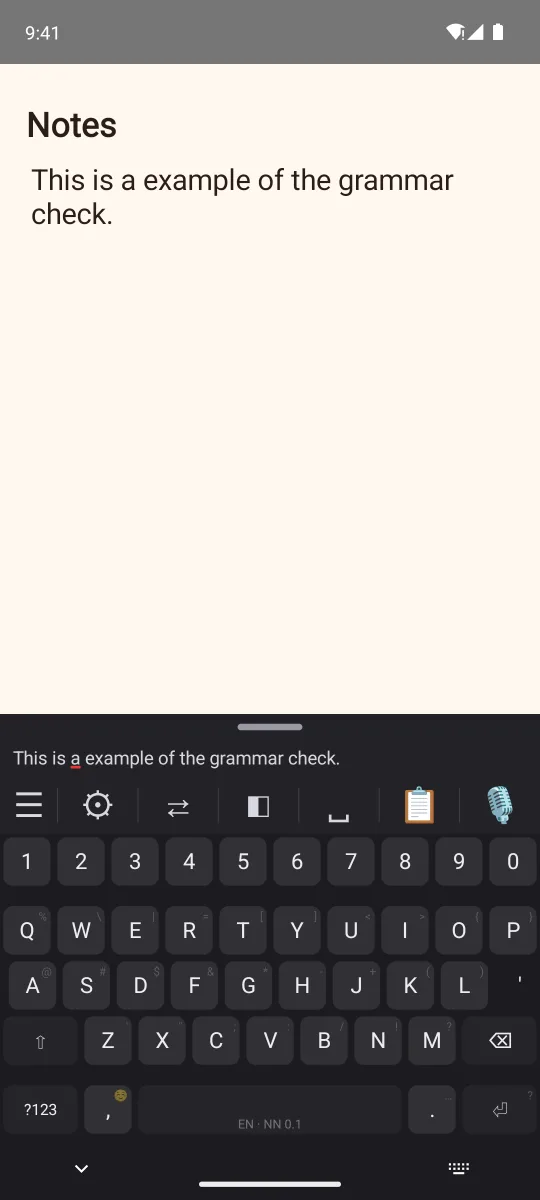 9:41
Notes
This is a example of the grammar
check.
This is a example of the grammar check.
1 2 3 4 5 6 7 8 9 0
Q W E R T Y U I O P
A S D F G H J K L '
Z X C V B N M
?123 , EN · NN 0.1 .